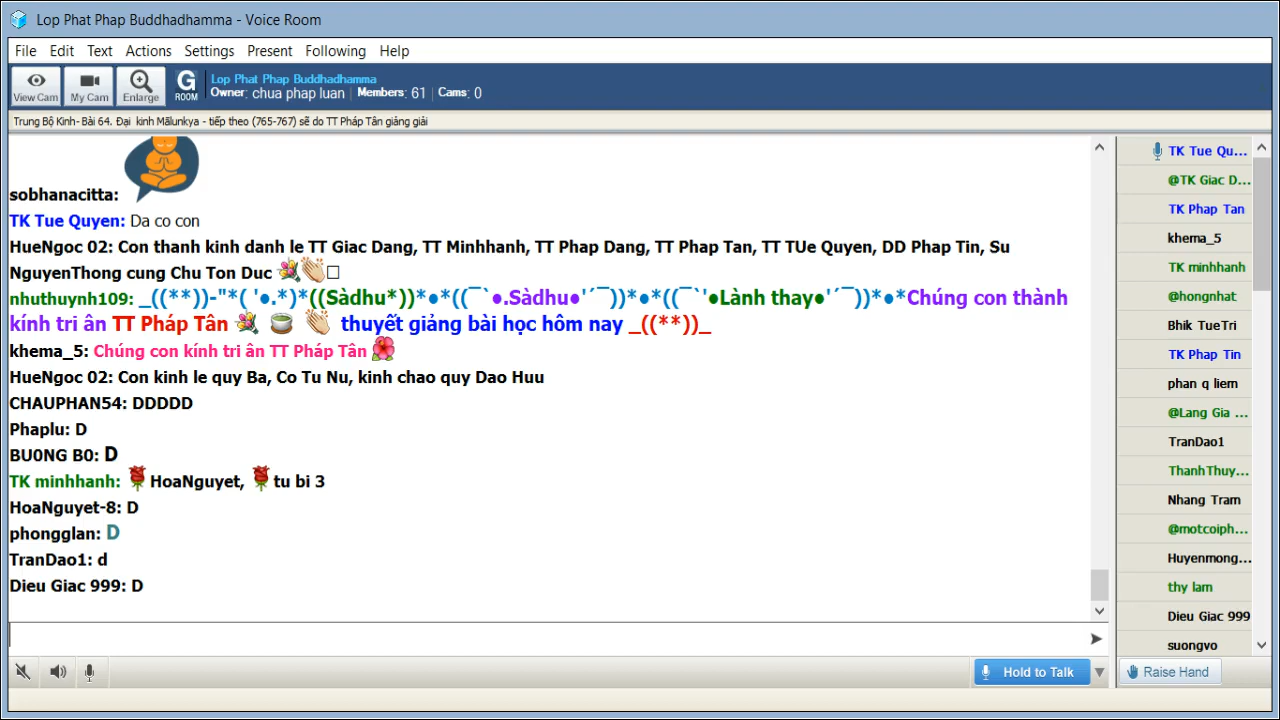 Lop Phat Phap Buddhadhamma - Voice Room
File Edit Text Actions Settings Present Following Help
View Cam My Cam Enlarge G ROOM
Lop Phat Phap Buddhadhamma
Owner: chua phap luan Members: 61 Cams: 0
Trung Bộ Kinh- Bài 64. Đại kinh Mālunkya - tiếp theo (765-767) sẽ do TT Pháp Tân giảng giải
sobhanacitta:
TK Tue Quyen: Da co con
HueNgoc 02: Con thanh kinh danh le TT Giac Dang, TT Minhhanh, TT Phap Dang, TT Phap Tan, TT TUe Quyen, DD Phap Tin, Su
NguyenThong cung Chu Ton Duc
nhuthuynh109: _((**))-"*( '●.*)*((Sàdhu*))*●*((¯`●.Sàdhu●'´¯))*●*((¯`'●Lành thay●'´¯))*●*Chúng con thành
kính tri ân TT Pháp Tân thuyết giảng bài học hôm nay _((**))_
khema_5: Chúng con kính tri ân TT Pháp Tân
HueNgoc 02: Con kinh le quy Ba, Co Tu Nu, kinh chao quy Dao Huu
CHAUPHAN54: DDDDD
Phaplu: D
BU0NG B0: D
TK minhhanh: HoaNguyet, tu bi 3
HoaNguyet-8: D
phongglan: D
TranDao1: d
Dieu Giac 999: D
Hold to Talk
TK Tue Qu...
@TK Giac D...
TK Phap Tan
khema_5
TK minhhanh
@hongnhat
Bhik TueTri
TK Phap Tin
phan q liem
@Lang Gia ...
TranDao1
ThanhThuy...
Nhang Tram
@motcoiph...
Huyenmong...
thy lam
Dieu Giac 999
suongvo
Raise Hand